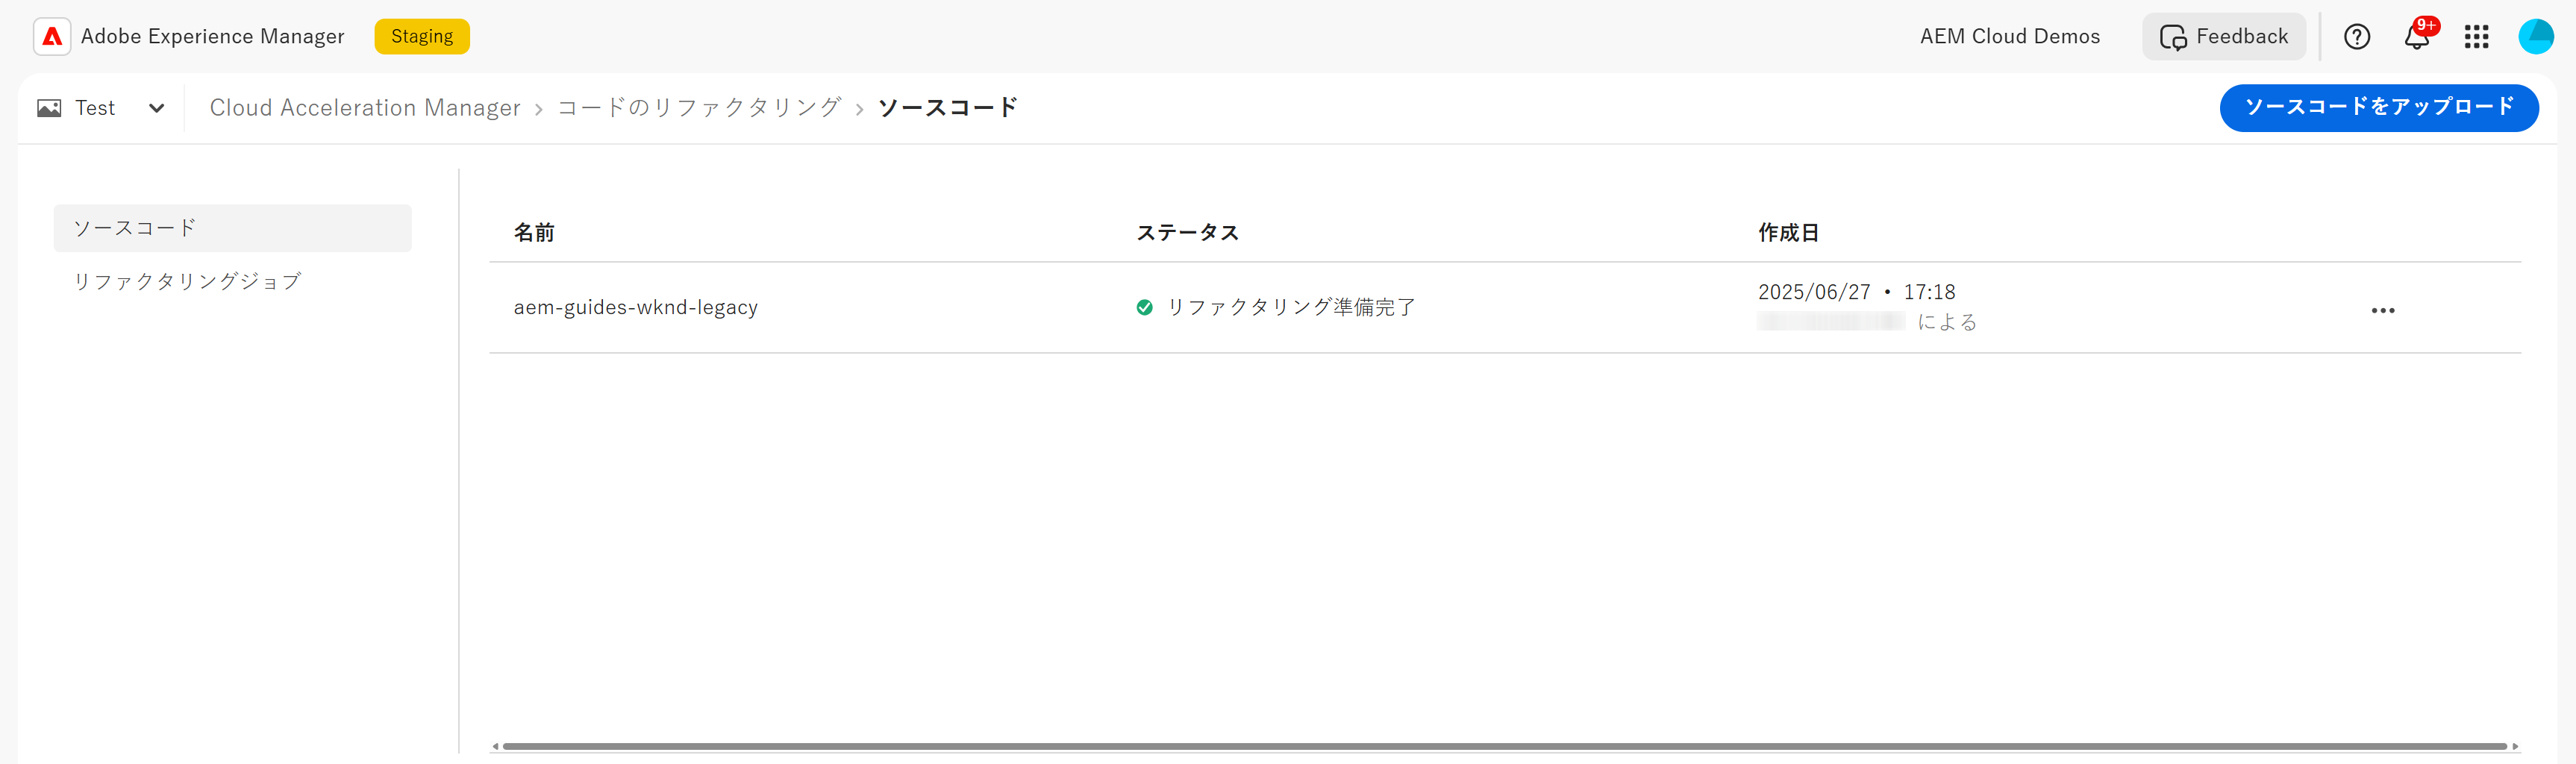 Adobe Experience Manager Staging AEM Cloud Demos Feedback 9+
Test Cloud Acceleration Manager › コードのリファクタリング › ソースコード ソースコードをアップロード
ソースコード
リファクタリングジョブ
名前 ステータス 作成日
aem-guides-wknd-legacy リファクタリング準備完了 2025/06/27 • 17:18
による